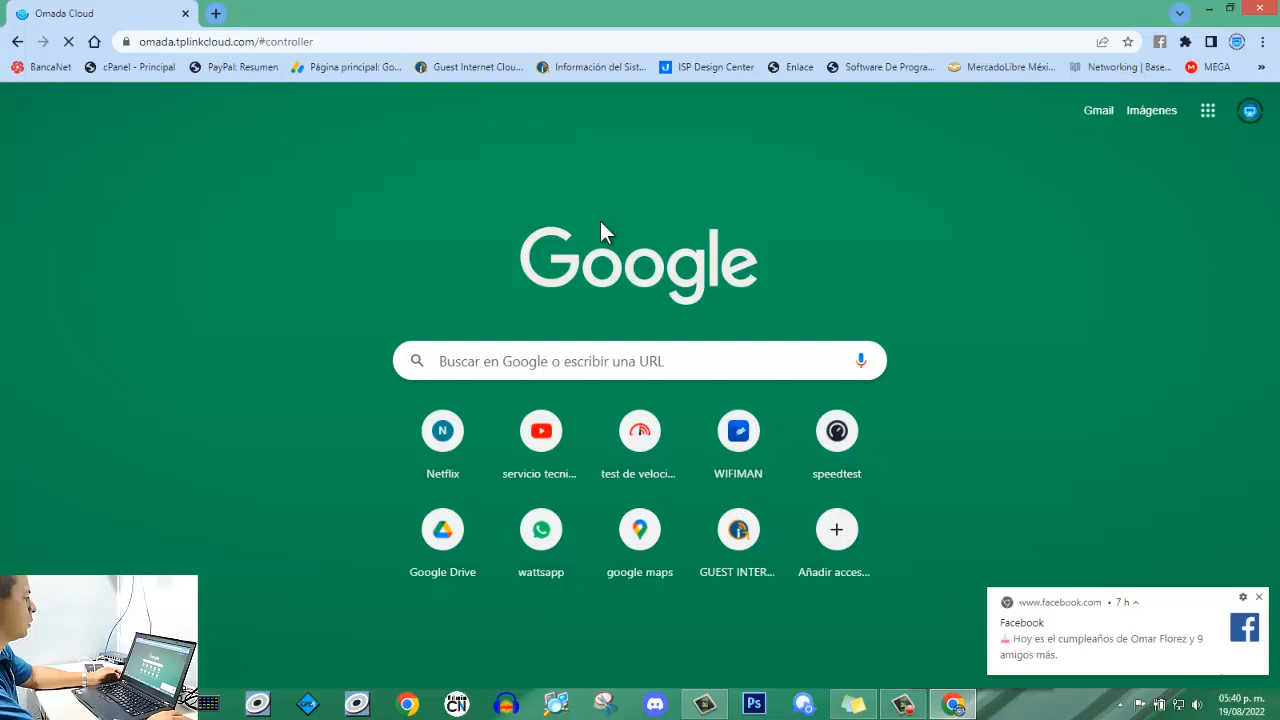 Omada Cloud
omada.tplinkcloud.com/#controller
BancaNet
cPanel - Principal
PayPal: Resumen
Página principal: Go...
Guest Internet Clou...
Información del Sist...
ISP Design Center
Enlace
Software De Progra...
MercadoLibre Méxi...
Networking | Base...
MEGA
»
Gmail
Imágenes
Google
Buscar en Google o escribir una URL
Netflix
servicio tecni...
test de veloci...
WIFIMAN
speedtest
Google Drive
wattsapp
google maps
GUEST INTER...
Añadir acces...
www.facebook.com • 7 h
Facebook
Hoy es el cumpleaños de Omar Florez y 9
amigos más.
05:40 p. m.
19/08/2022